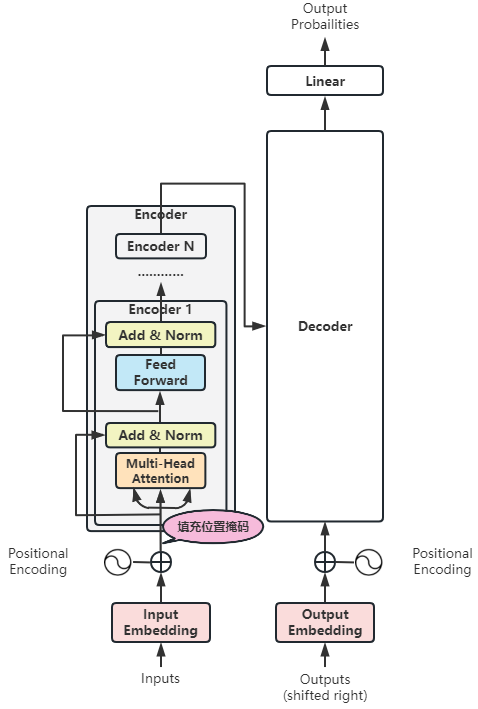 Output
Probailities
Linear
Encoder
Encoder N
............
Encoder 1
Add & Norm
Feed
Forward
Add & Norm
Multi-Head
Attention
填充位置掩码
Decoder
Positional
Encoding
Positional
Encoding
Input
Embedding
Output
Embedding
Inputs
Outputs
(shifted right)